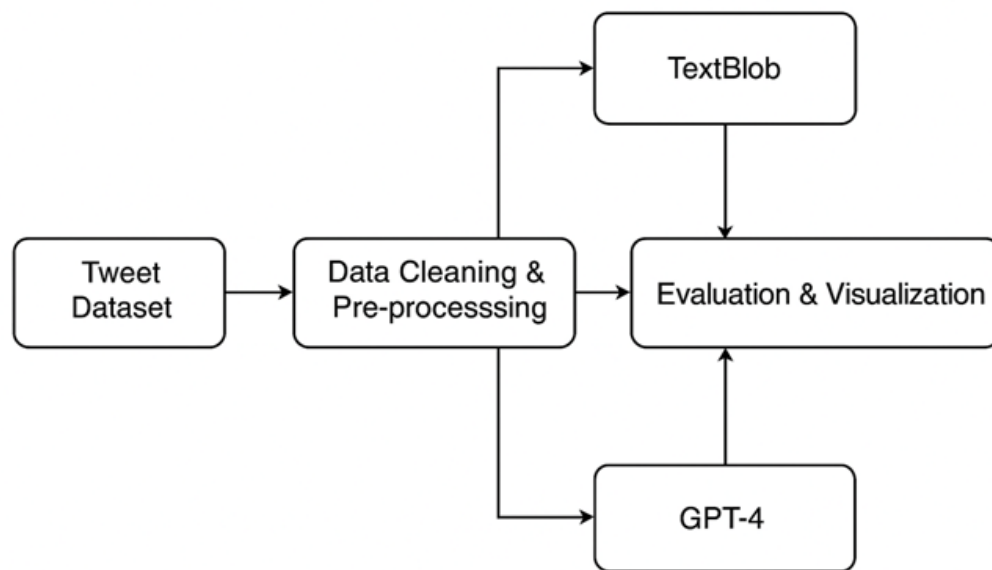 TextBlob
Tweet
Dataset
Data Cleaning &
Pre-processsing
Evaluation & Visualization
GPT-4